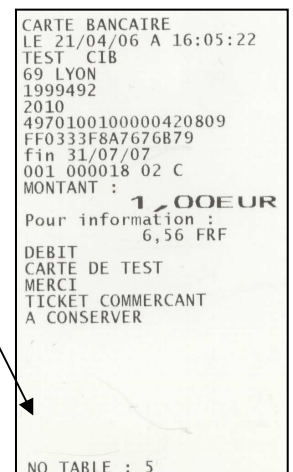 CARTE BANCAIRE
LE 21/04/06 A 16:05:22
TEST CIB
69 LYON
1999492
2010
4970100100000420809
FF0333F8A7676B79
fin 31/07/07
001 000018 02 C
MONTANT :
1,00EUR
Pour information :
6,56 FRF
DEBIT
CARTE DE TEST
MERCI
TICKET COMMERCANT
A CONSERVER
NO TABLE : 5